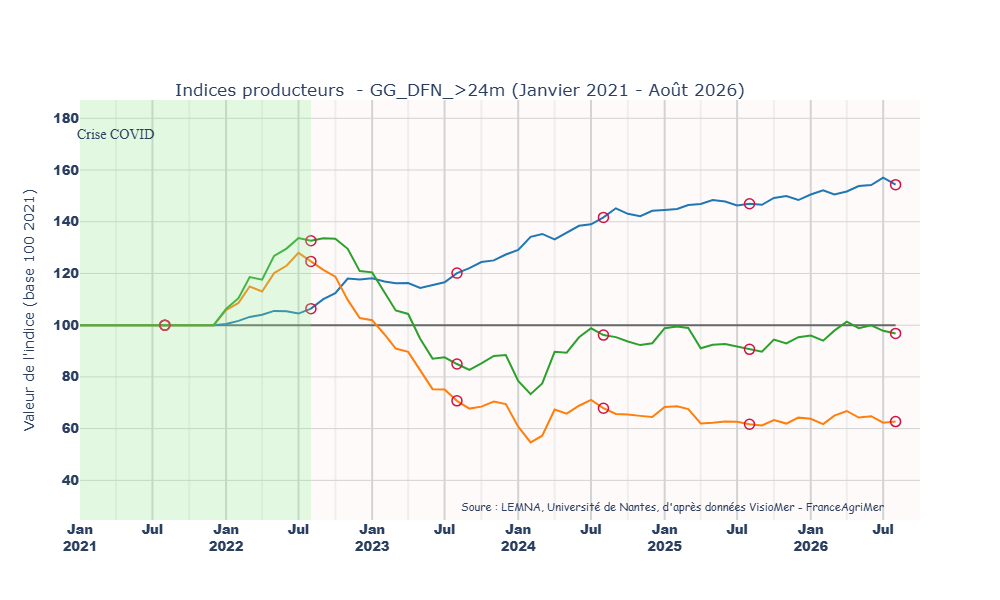 Indices producteurs - GG_DFN_>24m (Janvier 2021 - Août 2026)
Crise COVID
Valeur de l'indice (base 100 2021)
180
160
140
120
100
80
60
40
Soure : LEMNA, Université de Nantes, d'après données VisioMer - FranceAgriMer
Jan Jul Jan Jul Jan Jul Jan Jul Jan Jul Jan Jul
2021 2022 2023 2024 2025 2026